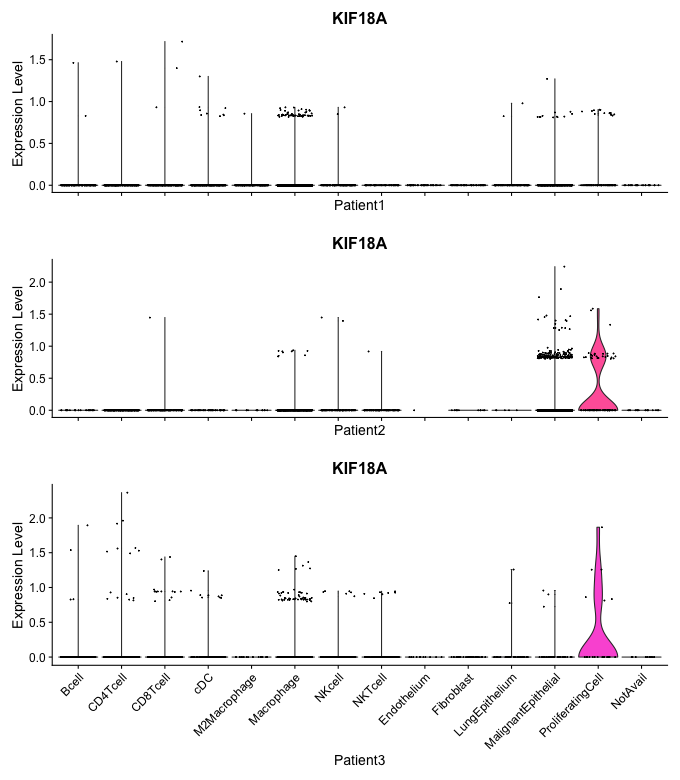 KIF18A
Expression Level
1.5
1.0
0.5
0.0
Patient1
KIF18A
Expression Level
2.0
1.5
1.0
0.5
0.0
Patient2
KIF18A
Expression Level
2.0
1.5
1.0
0.5
0.0
Bcell
CD4Tcell
CD8Tcell
cDC
M2Macrophage
Macrophage
NKcell
NKTcell
Endothelium
Fibroblast
LungEpithelium
MalignantEpithelial
ProliferatingCell
NotAvail
Patient3